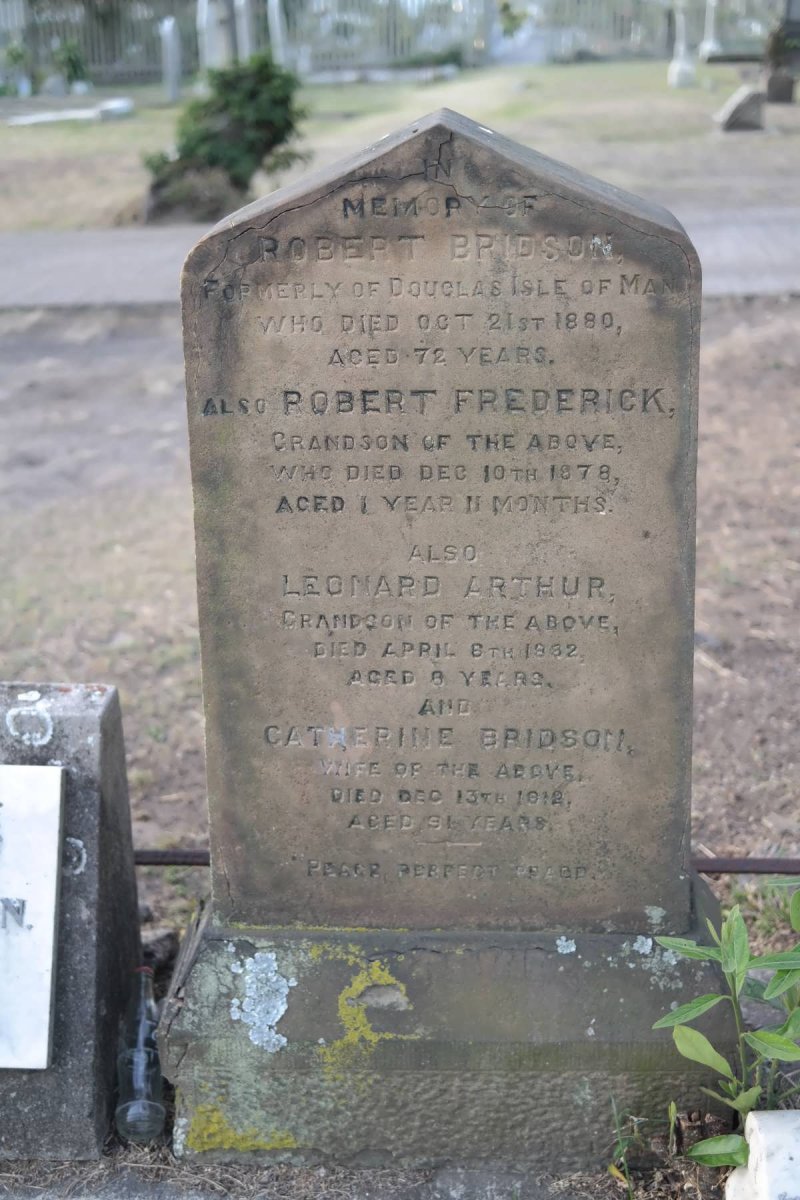 IN
MEMORY OF
ROBERT BRIDSON,
FORMERLY OF DOUGLAS ISLE OF MAN
WHO DIED OCT 21ST 1880,
AGED 72 YEARS.
ALSO ROBERT FREDERICK,
GRANDSON OF THE ABOVE,
WHO DIED DEC 10TH 1878,
AGED 1 YEAR 11 MONTHS.
ALSO
LEONARD ARTHUR,
GRANDSON OF THE ABOVE,
DIED APRIL 8TH 1882,
AGED 8 YEARS.
AND
CATHERINE BRIDSON,
WIFE OF THE ABOVE,
DIED DEC 13TH 1912,
AGED 91 YEARS.
PEACE, PERFECT PEACE.
N.